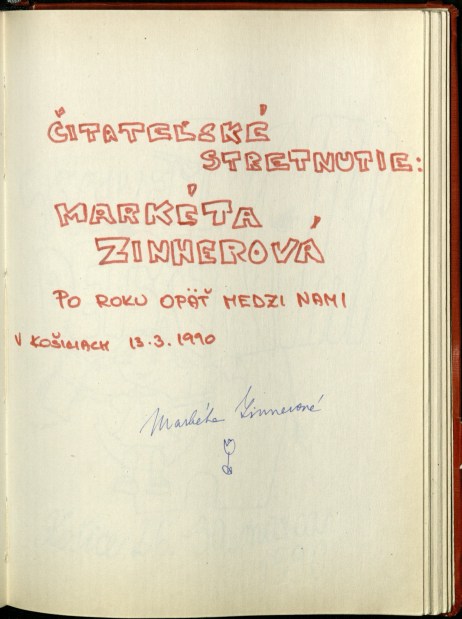 ČITATEĽSKÉ
STRETNUTIE:
MARKÉTA
ZINNEROVÁ
PO ROKU OPÄŤ MEDZI NAMI
V KOŠICIACH 13.3.1990
Markéta Zinnerová